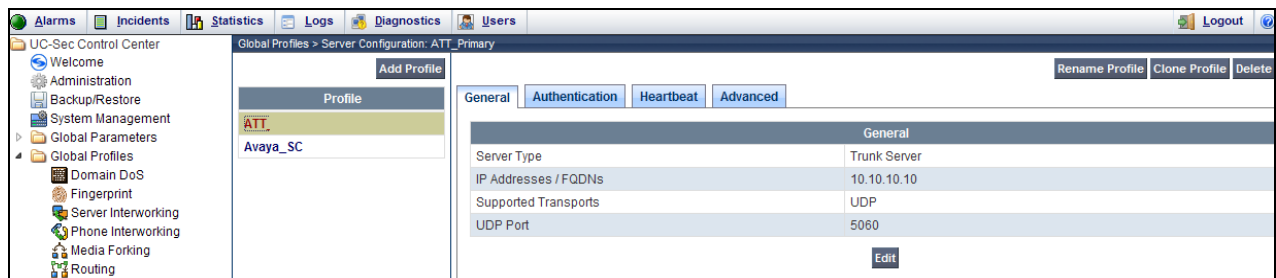 Alarms Incidents Statistics Logs Diagnostics Users Logout
UC-Sec Control Center
Welcome
Administration
Backup/Restore
System Management
Global Parameters
Global Profiles
Domain DoS
Fingerprint
Server Interworking
Phone Interworking
Media Forking
Routing
Global Profiles > Server Configuration: ATT_Primary
Add Profile
Profile
ATT
Avaya_SC
Rename Profile Clone Profile Delete
General Authentication Heartbeat Advanced
General
Server Type Trunk Server
IP Addresses / FQDNs 10.10.10.10
Supported Transports UDP
UDP Port 5060
Edit